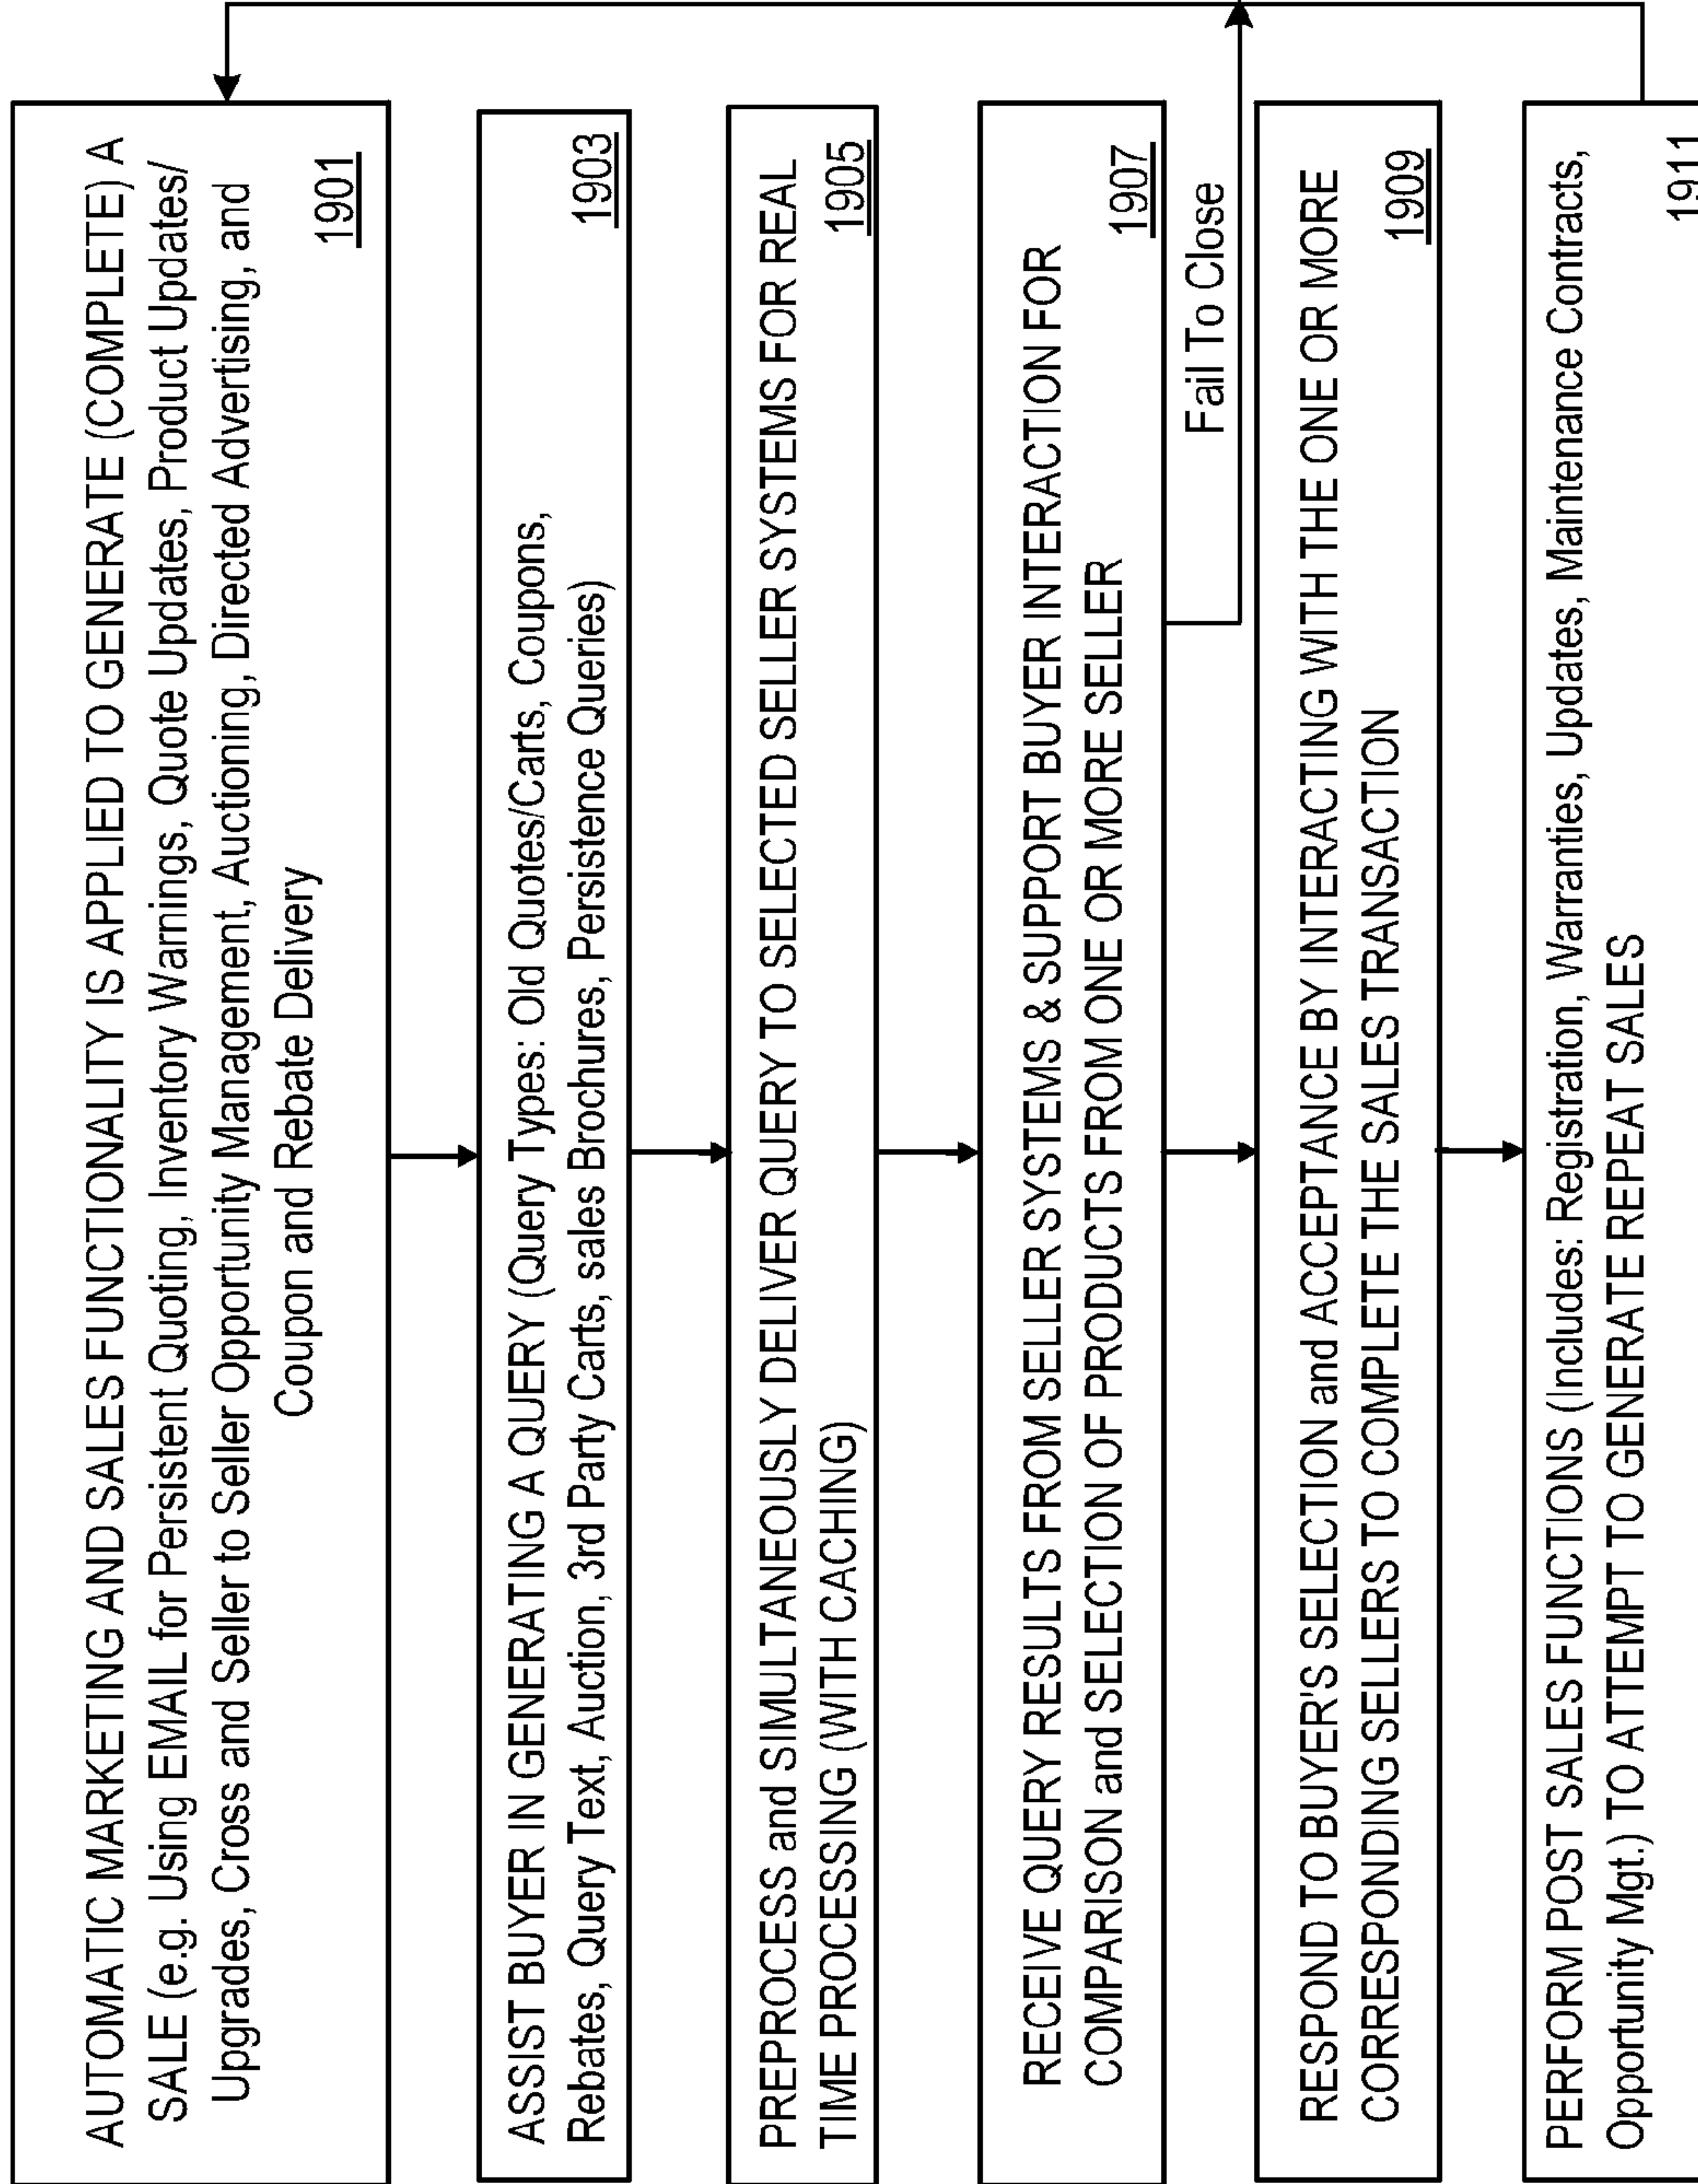 AUTOMATIC MARKETING AND SALES FUNCTIONALITY IS APPLIED TO GENERATE (COMPLETE) A
SALE (e.g. Using EMAIL for Persistent Quoting, Inventory Warnings, Quote Updates, Product Updates/
Upgrades, Cross and Seller to Seller Opportunity Management, Auctioning, Directed Advertising, and
Coupon and Rebate Delivery
1901
ASSIST BUYER IN GENERATING A QUERY (Query Types: Old Quotes/Carts, Coupons,
Rebates, Query Text, Auction, 3rd Party Carts, sales Brochures, Persistence Queries)
1903
PREPROCESS and SIMULTANEOUSLY DELIVER QUERY TO SELECTED SELLER SYSTEMS FOR REAL
TIME PROCESSING (WITH CACHING)
1905
RECEIVE QUERY RESULTS FROM SELLER SYSTEMS & SUPPORT BUYER INTERACTION FOR
COMPARISON and SELECTION OF PRODUCTS FROM ONE OR MORE SELLER
1907
Fail To Close
RESPOND TO BUYER'S SELECTION and ACCEPTANCE BY INTERACTING WITH THE ONE OR MORE
CORRESPONDING SELLERS TO COMPLETE THE SALES TRANSACTION
1909
PERFORM POST SALES FUNCTIONS (Includes: Registration, Warranties, Updates, Maintenance Contracts,
Opportunity Mgt.) TO ATTEMPT TO GENERATE REPEAT SALES
1911